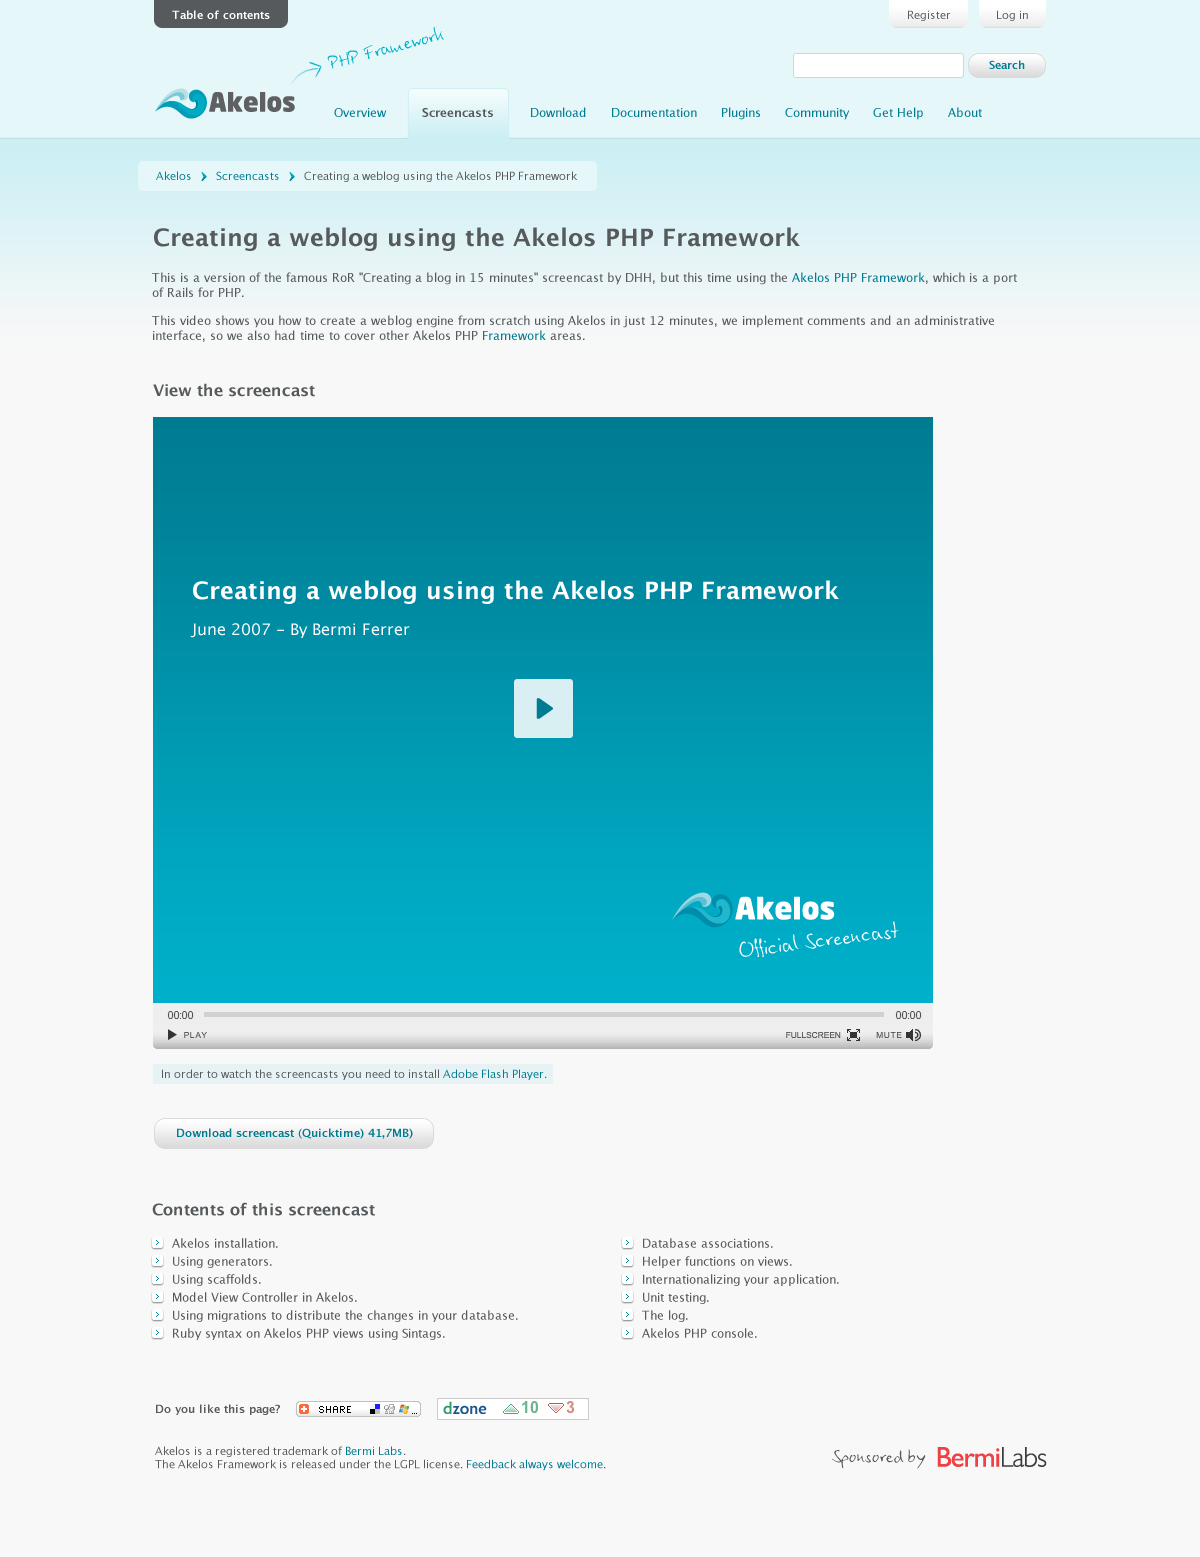 Table of contents
Register
Log in
PHP Framework
Search
Akelos
Overview
Screencasts
Download
Documentation
Plugins
Community
Get Help
About
Akelos
Screencasts
Creating a weblog using the Akelos PHP Framework
Creating a weblog using the Akelos PHP Framework
This is a version of the famous RoR "Creating a blog in 15 minutes" screencast by DHH, but this time using the Akelos PHP Framework, which is a port
of Rails for PHP.
This video shows you how to create a weblog engine from scratch using Akelos in just 12 minutes, we implement comments and an administrative
interface, so we also had time to cover other Akelos PHP Framework areas.
View the screencast
Creating a weblog using the Akelos PHP Framework
June 2007 – By Bermi Ferrer
Akelos
Official Screencast
00:00
00:00
PLAY
FULLSCREEN
MUTE
In order to watch the screencasts you need to install Adobe Flash Player.
Download screencast (Quicktime) 41,7MB)
Contents of this screencast
Akelos installation.
Using generators.
Using scaffolds.
Model View Controller in Akelos.
Using migrations to distribute the changes in your database.
Ruby syntax on Akelos PHP views using Sintags.
Database associations.
Helper functions on views.
Internationalizing your application.
Unit testing.
The log.
Akelos PHP console.
Do you like this page?
SHARE
...
dzone
10
3
Akelos is a registered trademark of Bermi Labs.
The Akelos Framework is released under the LGPL license. Feedback always welcome.
Sponsored by
BermiLabs